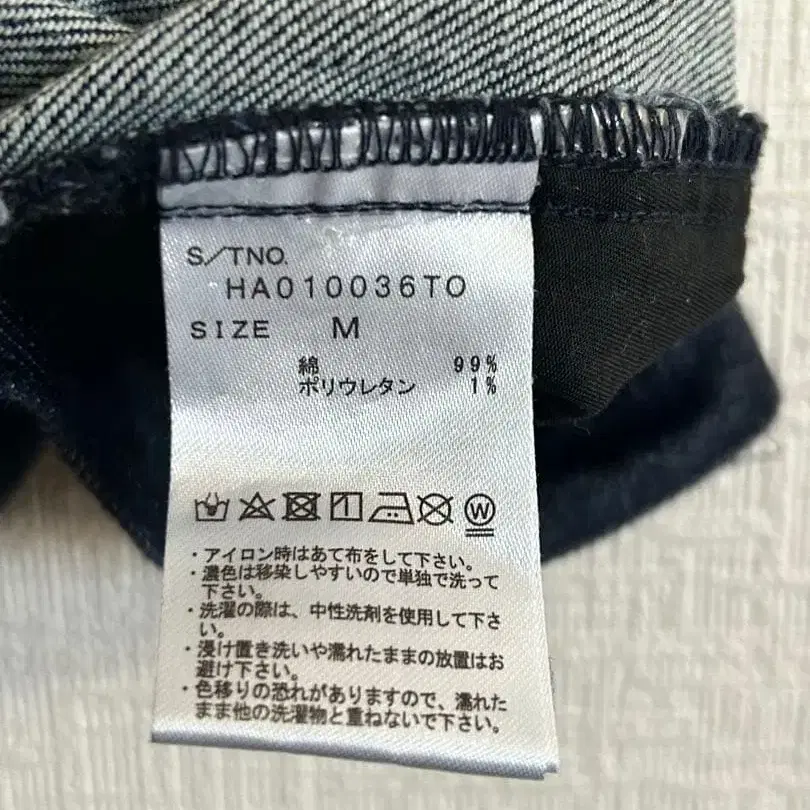 S/TNO.
HA010036TO
SIZE M
綿 99%
ポリウレタン 1%
W
・アイロン時はあて布をして下さい。
・濃色は移染しやすいので単独で洗って
下さい。
・洗濯の際は、中性洗剤を使用して下さ
い。
・浸け置き洗いや濡れたままの放置はお
避け下さい。
・色移りの恐れがありますので、濡れた
まま他の洗濯物と重ねないで下さい。